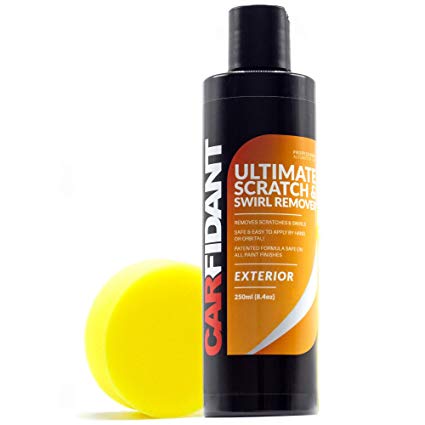 CARFIDANT
ULTIMATE
SCRATCH &
SWIRL REMOVER
REMOVES SCRATCHES & SWIRLS
SAFE & EASY TO APPLY BY HAND
OR ORBITAL!
PATENTED FORMULA SAFE ON
ALL PAINT FINISHES
EXTERIOR
250ml (8.4oz)